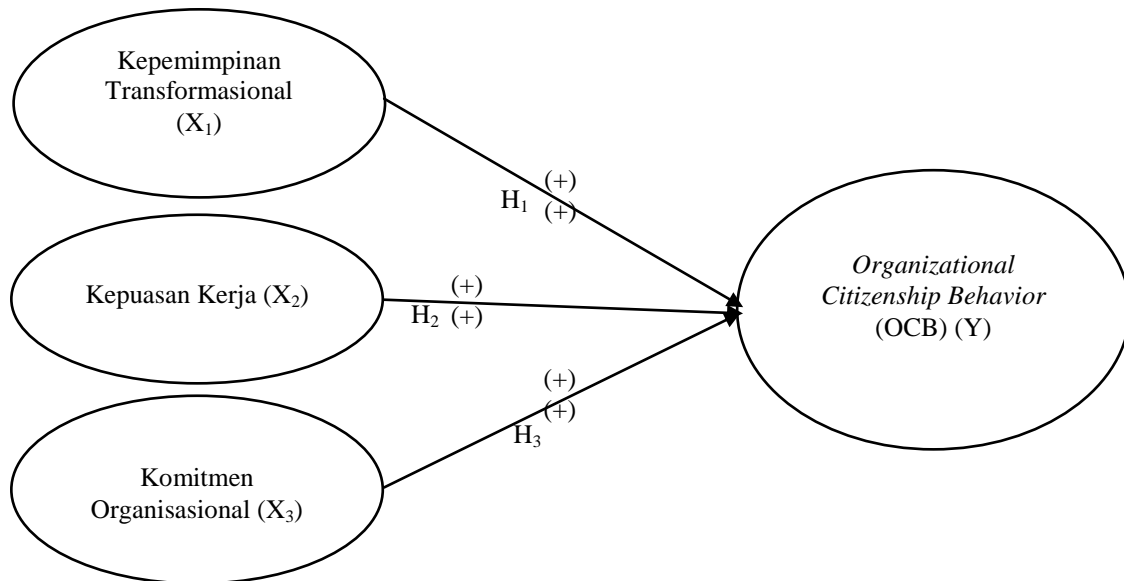 Kepemimpinan
Transformasional
(X₁)
(+)
H₁ (+)
Kepuasan Kerja (X₂)
(+)
H₂ (+)
Organizational
Citizenship Behavior
(OCB) (Y)
(+)
(+)
H₃
Komitmen
Organisasional (X₃)